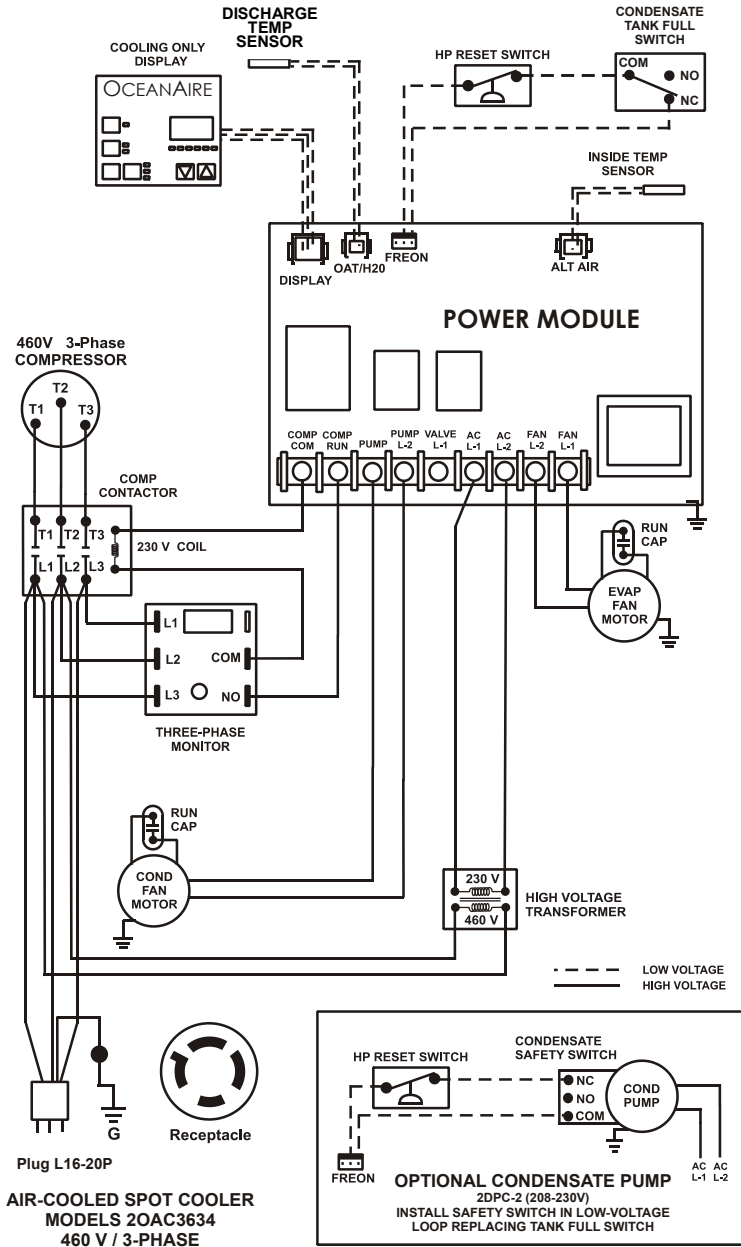 DISCHARGE
TEMP
SENSOR
CONDENSATE
TANK FULL
SWITCH
COOLING ONLY
DISPLAY
HP RESET SWITCH
COM
NO
NC
OCEANAIRE
INSIDE TEMP
SENSOR
DISPLAY
OAT/H20
FREON
ALT AIR
POWER MODULE
460V 3-Phase
COMPRESSOR
T2
T1
T3
COMP
COM
COMP
RUN
PUMP
PUMP
L-2
VALVE
L-1
AC
L-1
AC
L-2
FAN
L-2
FAN
L-1
COMP
CONTACTOR
T1 T2 T3
230 V COIL
L1 L2 L3
RUN
CAP
EVAP
FAN
MOTOR
L1
L2
COM
L3
NO
THREE-PHASE
MONITOR
RUN
CAP
COND
FAN
MOTOR
230 V
460 V
HIGH VOLTAGE
TRANSFORMER
LOW VOLTAGE
HIGH VOLTAGE
G
Receptacle
Plug L16-20P
HP RESET SWITCH
CONDENSATE
SAFETY SWITCH
NC
NO
COM
COND
PUMP
FREON
AC
L-1
AC
L-2
OPTIONAL CONDENSATE PUMP
2DPC-2 (208-230V)
INSTALL SAFETY SWITCH IN LOW-VOLTAGE
LOOP REPLACING TANK FULL SWITCH
AIR-COOLED SPOT COOLER
MODELS 2OAC3634
460 V / 3-PHASE